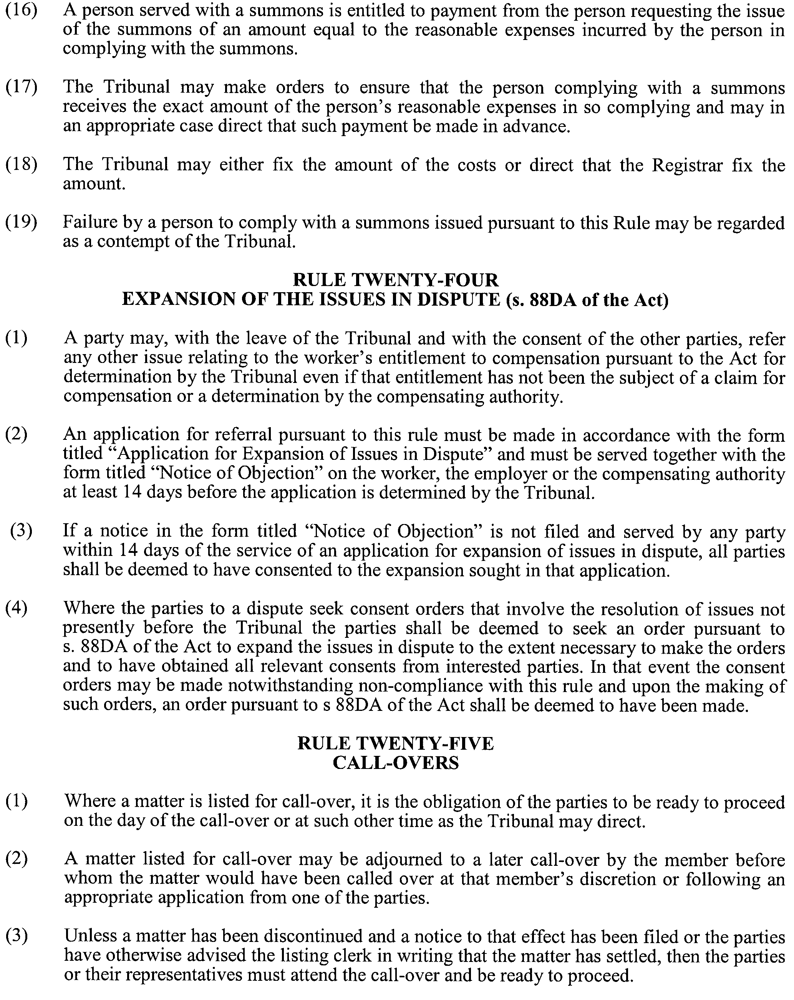 (16) A person served with a summons is entitled to payment from the person requesting the issue
of the summons of an amount equal to the reasonable expenses incurred by the person in
complying with the summons.
(17) The Tribunal may make orders to ensure that the person complying with a summons
receives the exact amount of the person's reasonable expenses in so complying and may in
an appropriate case direct that such payment be made in advance.
(18) The Tribunal may either fix the amount of the costs or direct that the Registrar fix the
amount.
(19) Failure by a person to comply with a summons issued pursuant to this Rule may be regarded
as a contempt of the Tribunal.
RULE TWENTY-FOUR
EXPANSION OF THE ISSUES IN DISPUTE (s. 88DA of the Act)
(1) A party may, with the leave of the Tribunal and with the consent of the other parties, refer
any other issue relating to the worker's entitlement to compensation pursuant to the Act for
determination by the Tribunal even if that entitlement has not been the subject of a claim for
compensation or a determination by the compensating authority.
(2) An application for referral pursuant to this rule must be made in accordance with the form
titled “Application for Expansion of Issues in Dispute” and must be served together with the
form titled “Notice of Objection” on the worker, the employer or the compensating authority
at least 14 days before the application is determined by the Tribunal.
(3) If a notice in the form titled “Notice of Objection” is not filed and served by any party
within 14 days of the service of an application for expansion of issues in dispute, all parties
shall be deemed to have consented to the expansion sought in that application.
(4) Where the parties to a dispute seek consent orders that involve the resolution of issues not
presently before the Tribunal the parties shall be deemed to seek an order pursuant to
s. 88DA of the Act to expand the issues in dispute to the extent necessary to make the orders
and to have obtained all relevant consents from interested parties. In that event the consent
orders may be made notwithstanding non-compliance with this rule and upon the making of
such orders, an order pursuant to s 88DA of the Act shall be deemed to have been made.
RULE TWENTY-FIVE
CALL-OVERS
(1) Where a matter is listed for call-over, it is the obligation of the parties to be ready to proceed
on the day of the call-over or at such other time as the Tribunal may direct.
(2) A matter listed for call-over may be adjourned to a later call-over by the member before
whom the matter would have been called over at that member's discretion or following an
appropriate application from one of the parties.
(3) Unless a matter has been discontinued and a notice to that effect has been filed or the parties
have otherwise advised the listing clerk in writing that the matter has settled, then the parties
or their representatives must attend the call-over and be ready to proceed.